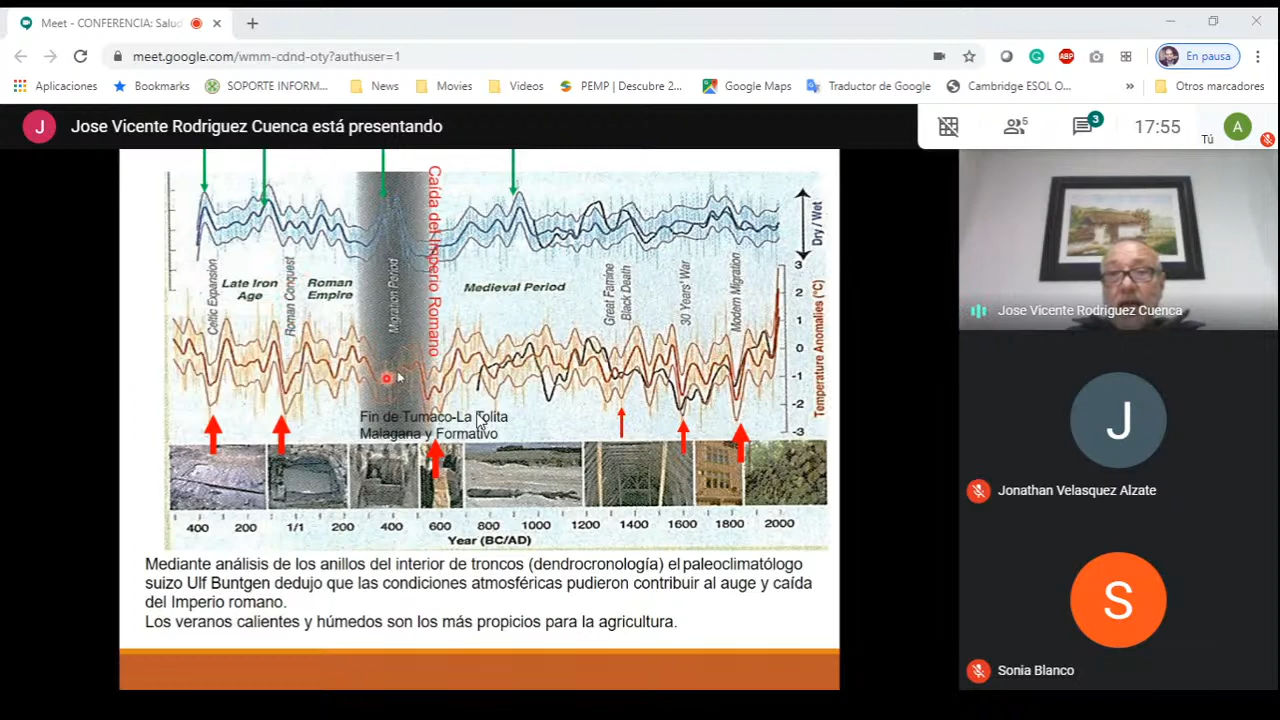 Meet - CONFERENCIA: Salud
meet.google.com/wmm-cdnd-oty?authuser=1
En pausa
Aplicaciones
Bookmarks
SOPORTE INFORM...
News
Movies
Videos
PEMP | Descubre 2...
Google Maps
Traductor de Google
Cambridge ESOL O...
»
Otros marcadores
J
Jose Vicente Rodriguez Cuenca está presentando
5
3
17:55
Tú
A
Caída del Imperio Romano
Dry / Wet
Celtic Expansion
Late Iron
Age
Roman Conquest
Roman
Empire
Migration Period
Medieval Period
Great Famine
Black Death
30 Years' War
Modern Migration
3
2
1
0
-1
-2
-3
Temperature Anomalies (°C)
Fin de Tumaco-La Tolita
Malagana y Formativo
400 200 1/1 200 400 600 800 1000 1200 1400 1600 1800 2000
Year (BC/AD)
Mediante análisis de los anillos del interior de troncos (dendrocronología) el paleoclimatólogo
suizo Ulf Buntgen dedujo que las condiciones atmosféricas pudieron contribuir al auge y caída
del Imperio romano.
Los veranos calientes y húmedos son los más propicios para la agricultura.
Jose Vicente Rodriguez Cuenca
J
Jonathan Velasquez Alzate
S
Sonia Blanco